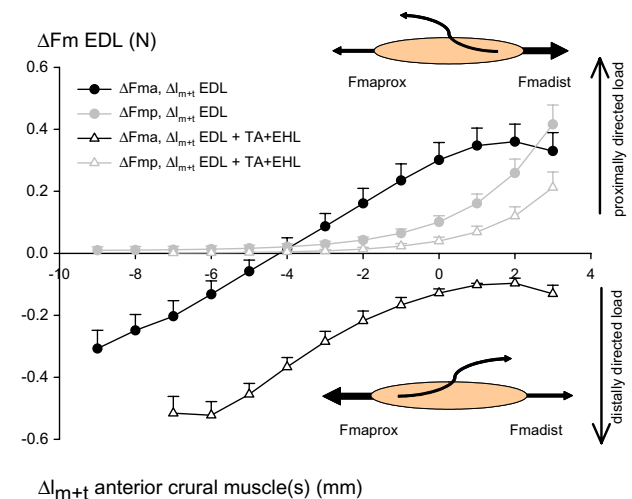 ΔFm EDL (N)
Fmaprox Fmadist
0.6
ΔFma, Δlm+t EDL
ΔFmp, Δlm+t EDL
ΔFma, Δlm+t EDL + TA+EHL
ΔFmp, Δlm+t EDL + TA+EHL
proximally directed load
0.4
0.2
0.0
-10 -8 -6 -4 -2 0 2 4
-0.2
-0.4
-0.6
distally directed load
Fmaprox Fmadist
Δlm+t anterior crural muscle(s) (mm)